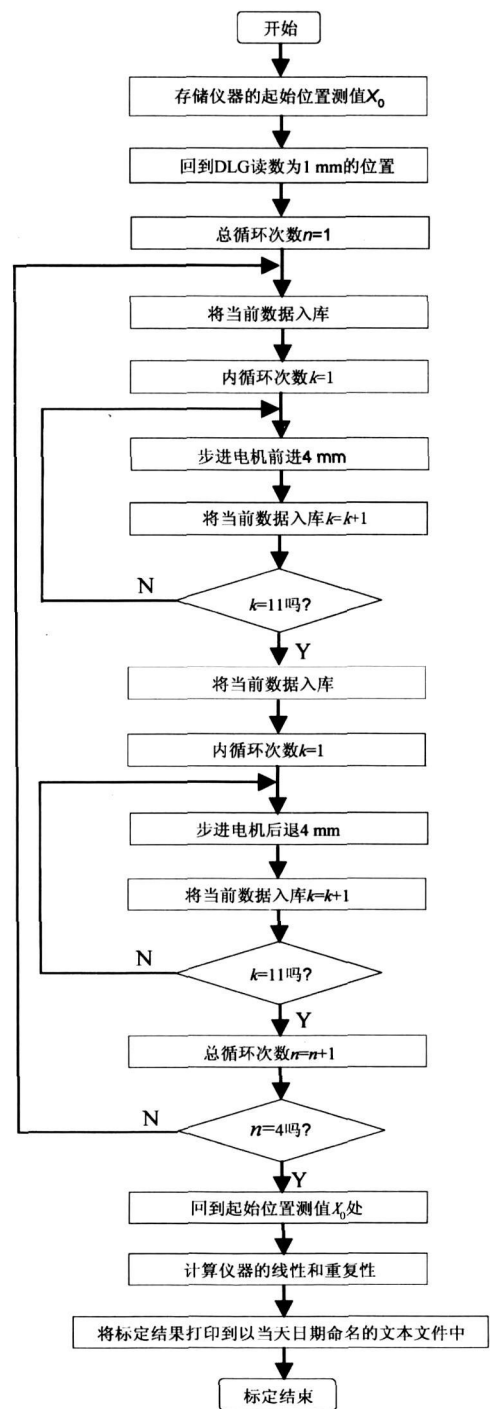 开始
存储仪器的起始位置测值X₀
回到DLG读数为1 mm的位置
总循环次数n=1
将当前数据入库
内循环次数k=1
步进电机前进4 mm
将当前数据入库k=k+1
N
k=11吗?
Y
将当前数据入库
内循环次数k=1
步进电机后退4 mm
将当前数据入库k=k+1
N
k=11吗?
Y
总循环次数n=n+1
N
n=4吗?
Y
回到起始位置测值X₀处
计算仪器的线性和重复性
将标定结果打印到以当天日期命名的文本文件中
标定结束